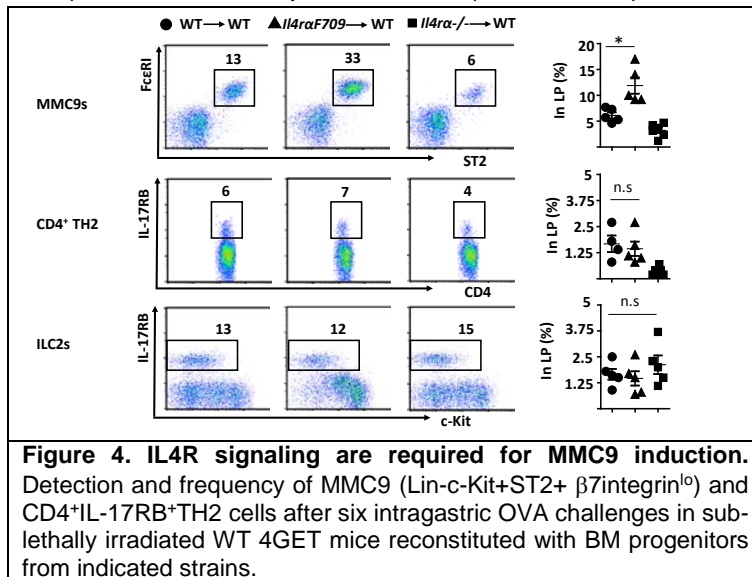 WT → WT Il4rαF709 → WT Il4rα-/- → WT
MMC9s
FcεRI
13
33
6
ST2
In LP (%)
20
15
10
5
*
CD4⁺ TH2
IL-17RB
6
7
4
CD4
In LP (%)
5
2.5
1.25
n.s
ILC2s
IL-17RB
13
12
15
c-Kit
In LP (%)
5
3.75
2.5
1.25
n.s
Figure 4. IL4R signaling are required for MMC9 induction.
Detection and frequency of MMC9 (Lin-c-Kit+ST2+ β7integrinˡᵒ) and
CD4⁺IL-17RB⁺TH2 cells after six intragastric OVA challenges in sub-
lethally irradiated WT 4GET mice reconstituted with BM progenitors
from indicated strains.